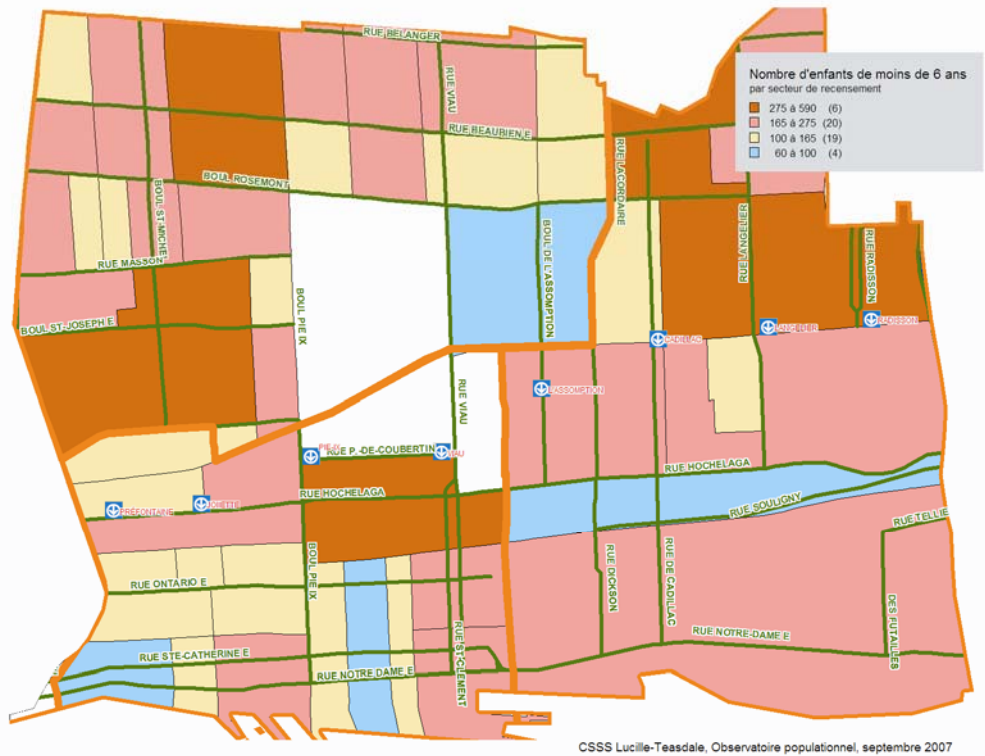 RUE BELANGER
RUE VIAU
Nombre d'enfants de moins de 6 ans
par secteur de recensement
275 à 590 (6)
165 à 275 (20)
100 à 165 (19)
60 à 100 (4)
RUE BEAUBIEN E
RUE LACORDAIRE
BOUL ROSEMONT
BOUL ST-MICHEL
RUE LANGELIER
BOUL DE L'ASSOMPTION
RUE RADISSON
RUE MASSON
BOUL PIE IX
BOUL ST-JOSEPH E
RADISSON
LANGELIER
CADILLAC
L'ASSOMPTION
RUE VIAU
PIE-IX
RUE P.-DE-COUBERTIN
VIAU
RUE HOCHELAGA
RUE HOCHELAGA
PRÉFONTAINE
JOLIETTE
RUE SOULIGNY
RUE TELLIE
BOUL PIE IX
RUE DICKSON
RUE DE CADILLAC
RUE ONTARIO E
DES FUTAILLES
RUE ST-CLEMENT
RUE NOTRE-DAME E
RUE STE-CATHERINE E
RUE NOTRE DAME E
CSSS Lucille-Teasdale, Observatoire populationnel, septembre 2007